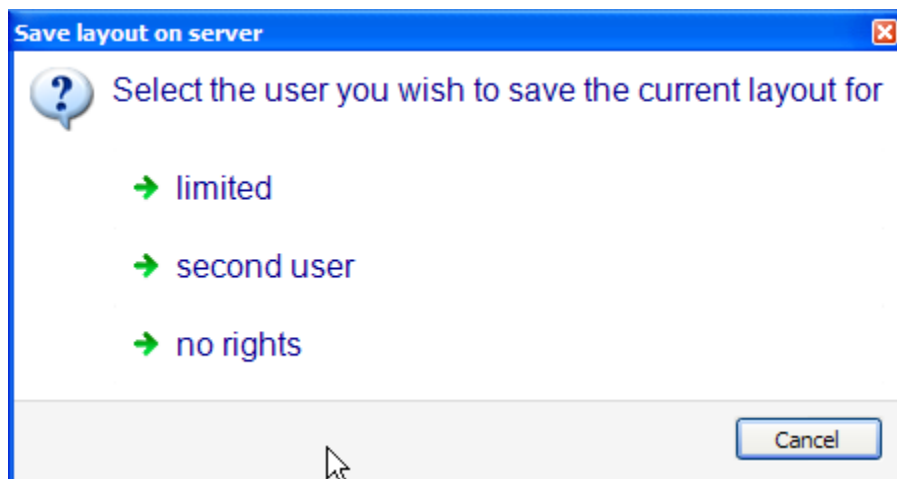 Save layout on server
Select the user you wish to save the current layout for
limited
second user
no rights
Cancel